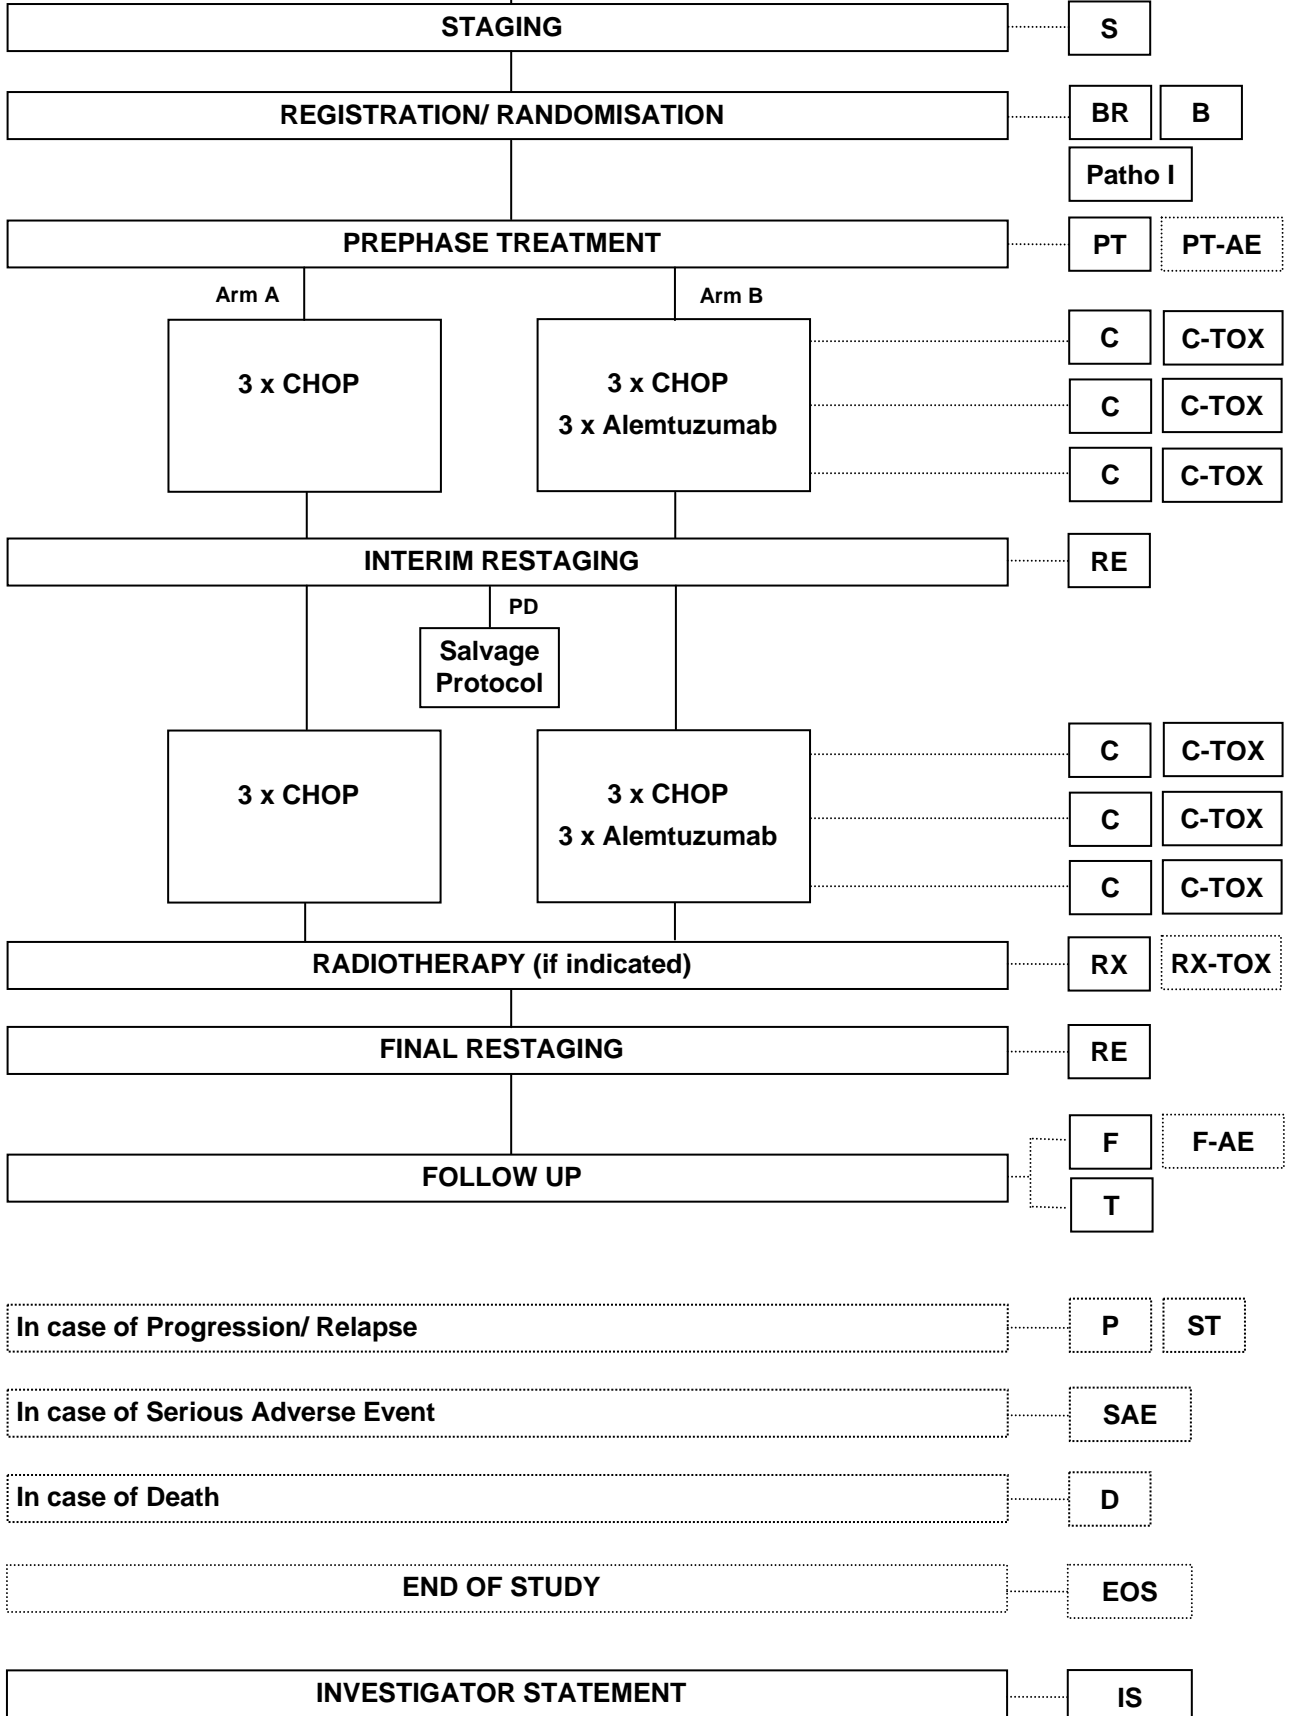 STAGING
S
REGISTRATION/ RANDOMISATION
BR
B
Patho I
PREPHASE TREATMENT
PT
PT-AE
Arm A
Arm B
3 x CHOP
3 x CHOP
3 x Alemtuzumab
C
C-TOX
C
C-TOX
C
C-TOX
INTERIM RESTAGING
RE
PD
Salvage
Protocol
3 x CHOP
3 x CHOP
3 x Alemtuzumab
C
C-TOX
C
C-TOX
C
C-TOX
RADIOTHERAPY (if indicated)
RX
RX-TOX
FINAL RESTAGING
RE
FOLLOW UP
F
F-AE
T
In case of Progression/ Relapse
P
ST
In case of Serious Adverse Event
SAE
In case of Death
D
END OF STUDY
EOS
INVESTIGATOR STATEMENT
IS